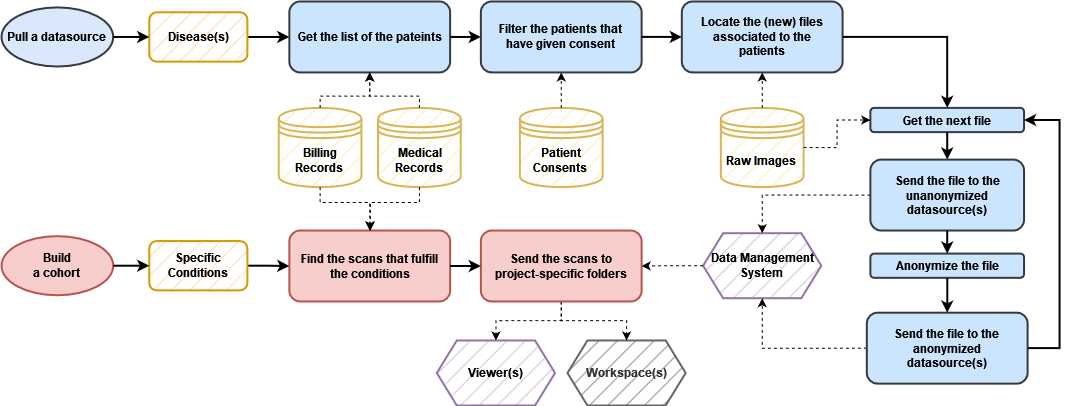 Pull a datasource
Disease(s)
Get the list of the pateints
Filter the patients that
have given consent
Locate the (new) files
associated to the
patients
Billing
Records
Medical
Records
Patient
Consents
Raw Images
Get the next file
Send the file to the
unanonymized
datasource(s)
Anonymize the file
Send the file to the
anonymized
datasource(s)
Build
a cohort
Specific
Conditions
Find the scans that fulfill
the conditions
Send the scans to
project-specific folders
Data Management
System
Viewer(s)
Workspace(s)